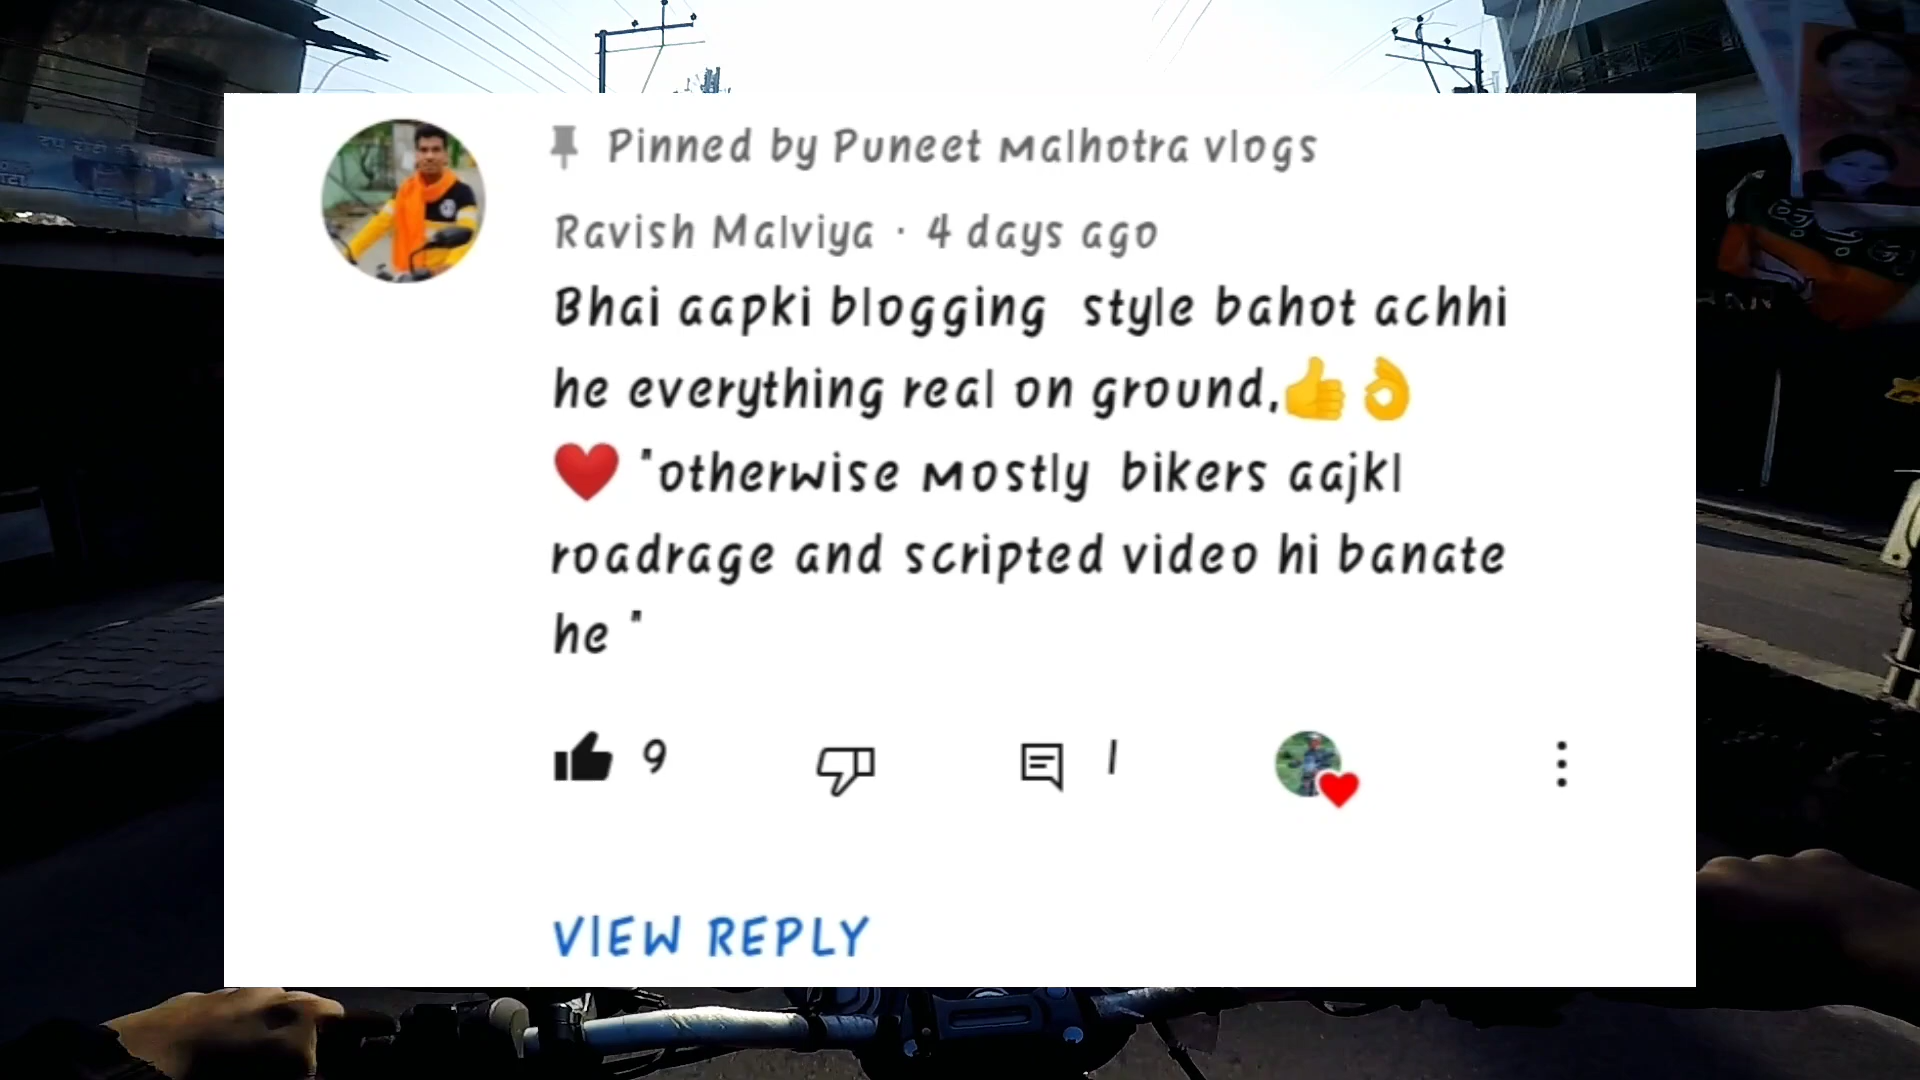 Pinned by Puneet Malhotra vlogs
Ravish Malviya · 4 days ago
Bhai aapki blogging style bahot achhi
he everything real on ground,👍👌
❤️ "otherwise mostly bikers aajkl
roadrage and scripted video hi banate
he "
9
1
VIEW REPLY